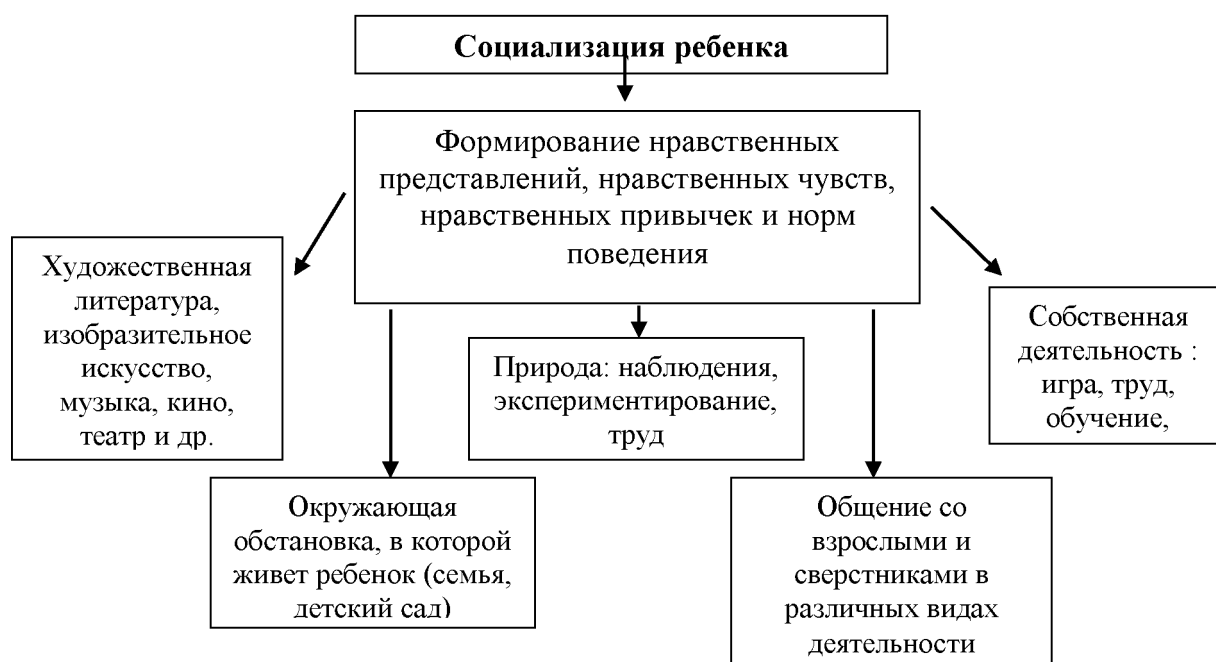 Социализация ребенка
Формирование нравственных
представлений, нравственных чувств,
нравственных привычек и норм
поведения
Художественная
литература,
изобразительное
искусство,
музыка, кино,
театр и др.
Окружающая
обстановка, в которой
живет ребенок (семья,
детский сад)
Природа: наблюдения,
экспериментирование,
труд
Общение со
взрослыми и
сверстниками в
различных видах
деятельности
Собственная
деятельность :
игра, труд,
обучение,